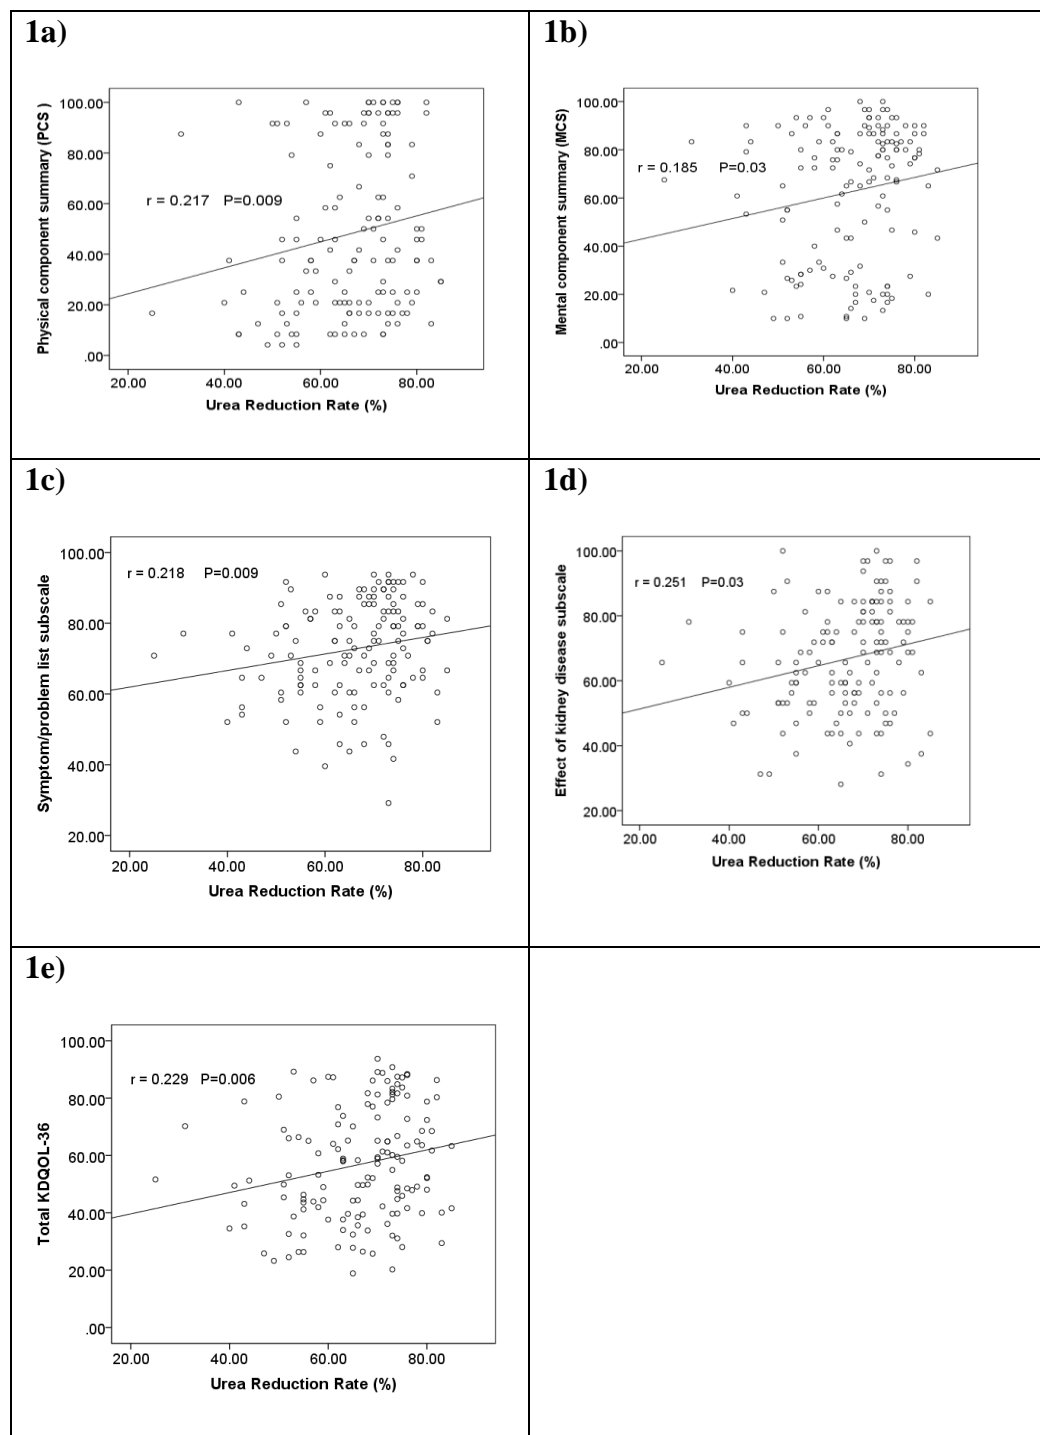 1a)
Physical component summary (PCS )
100.00
80.00
60.00
40.00
20.00
.00
r = 0.217 P=0.009
20.00 40.00 60.00 80.00
Urea Reduction Rate (%)
1b)
Mental component summary (MCS)
100.00
80.00
60.00
40.00
20.00
.00
r = 0.185 P=0.03
20.00 40.00 60.00 80.00
Urea Reduction Rate (%)
1c)
Symptom/problem list subscale
100.00
80.00
60.00
40.00
20.00
r = 0.218 P=0.009
20.00 40.00 60.00 80.00
Urea Reduction Rate (%)
1d)
Effect of kidney disease subscale
100.00
80.00
60.00
40.00
20.00
r = 0.251 P=0.03
20.00 40.00 60.00 80.00
Urea Reduction Rate (%)
1e)
Total KDQOL-36
100.00
80.00
60.00
40.00
20.00
.00
r = 0.229 P=0.006
20.00 40.00 60.00 80.00
Urea Reduction Rate (%)